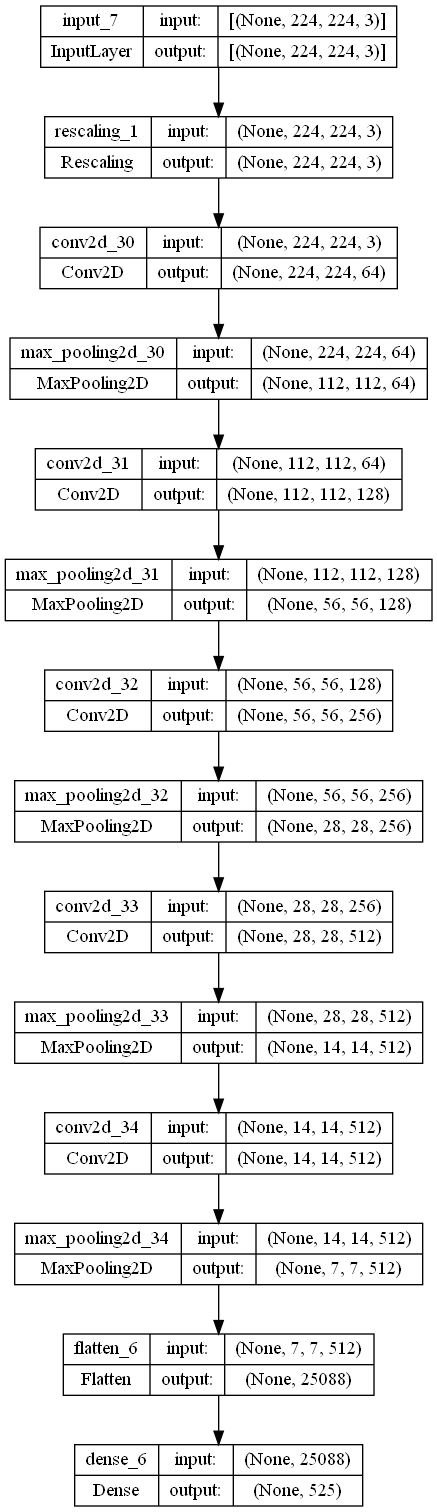 input_7 input: [(None, 224, 224, 3)]
InputLayer output: [(None, 224, 224, 3)]
rescaling_1 input: (None, 224, 224, 3)
Rescaling output: (None, 224, 224, 3)
conv2d_30 input: (None, 224, 224, 3)
Conv2D output: (None, 224, 224, 64)
max_pooling2d_30 input: (None, 224, 224, 64)
MaxPooling2D output: (None, 112, 112, 64)
conv2d_31 input: (None, 112, 112, 64)
Conv2D output: (None, 112, 112, 128)
max_pooling2d_31 input: (None, 112, 112, 128)
MaxPooling2D output: (None, 56, 56, 128)
conv2d_32 input: (None, 56, 56, 128)
Conv2D output: (None, 56, 56, 256)
max_pooling2d_32 input: (None, 56, 56, 256)
MaxPooling2D output: (None, 28, 28, 256)
conv2d_33 input: (None, 28, 28, 256)
Conv2D output: (None, 28, 28, 512)
max_pooling2d_33 input: (None, 28, 28, 512)
MaxPooling2D output: (None, 14, 14, 512)
conv2d_34 input: (None, 14, 14, 512)
Conv2D output: (None, 14, 14, 512)
max_pooling2d_34 input: (None, 14, 14, 512)
MaxPooling2D output: (None, 7, 7, 512)
flatten_6 input: (None, 7, 7, 512)
Flatten output: (None, 25088)
dense_6 input: (None, 25088)
Dense output: (None, 525)